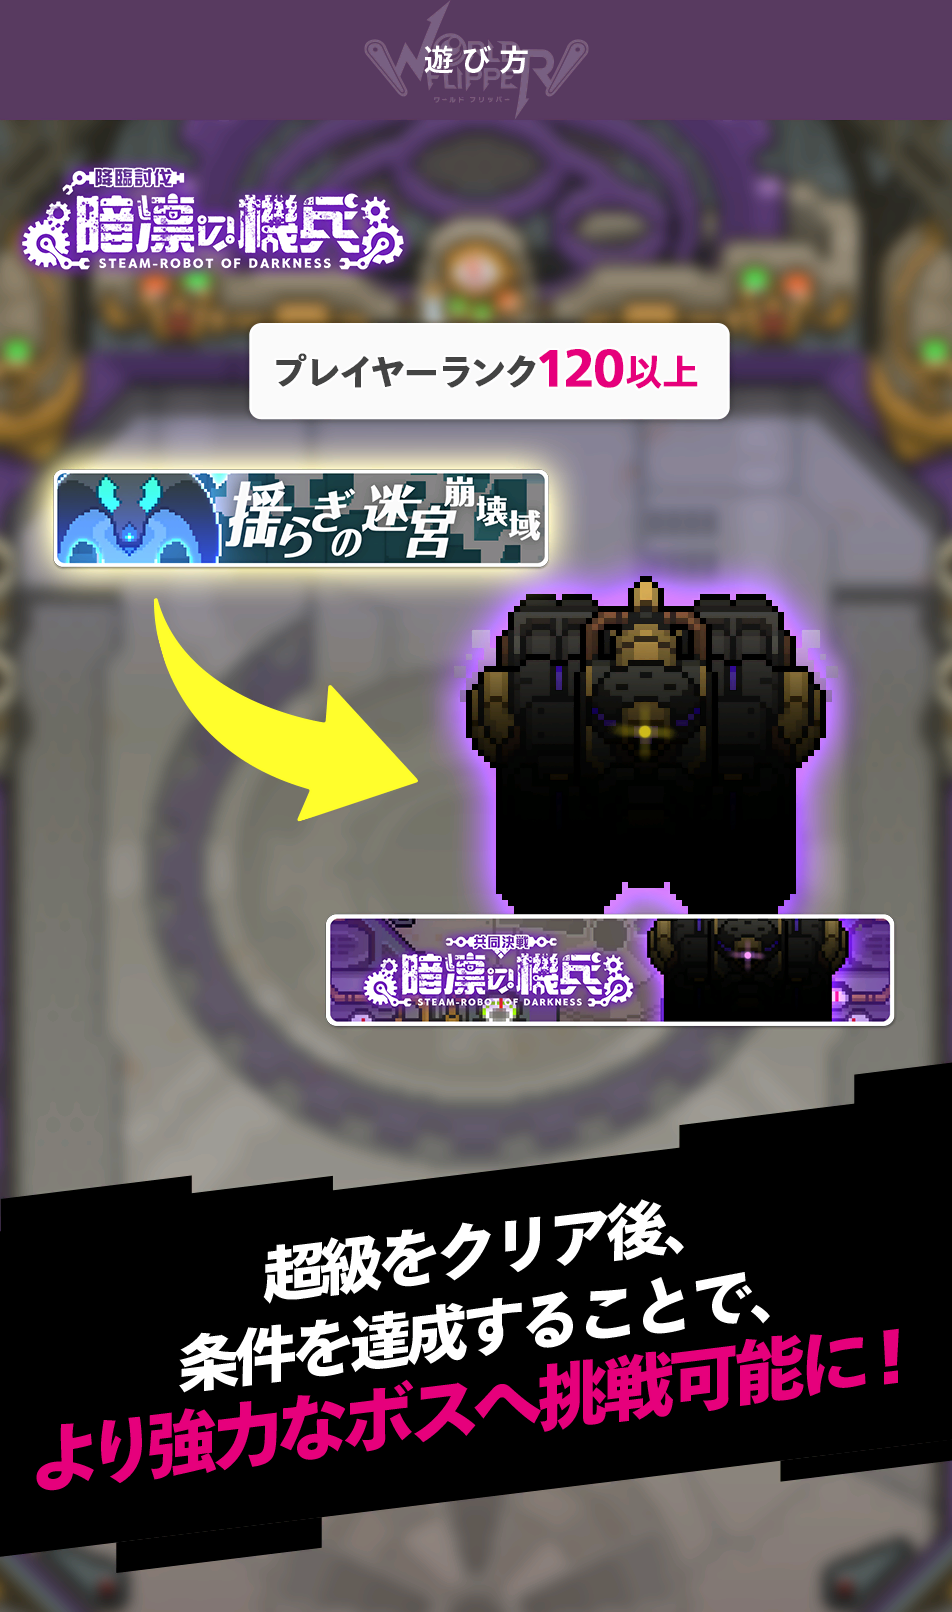 WORLD FLIPPER
ワールド フリッパー
遊び方
降臨討伐
暗凛の機兵
STEAM-ROBOT OF DARKNESS
プレイヤーランク120以上
揺らぎの迷宮崩壊域
共同決戦
暗凛の機兵
STEAM-ROBOT OF DARKNESS
超級をクリア後、
条件を達成することで、
より強力なボスへ挑戦可能に！